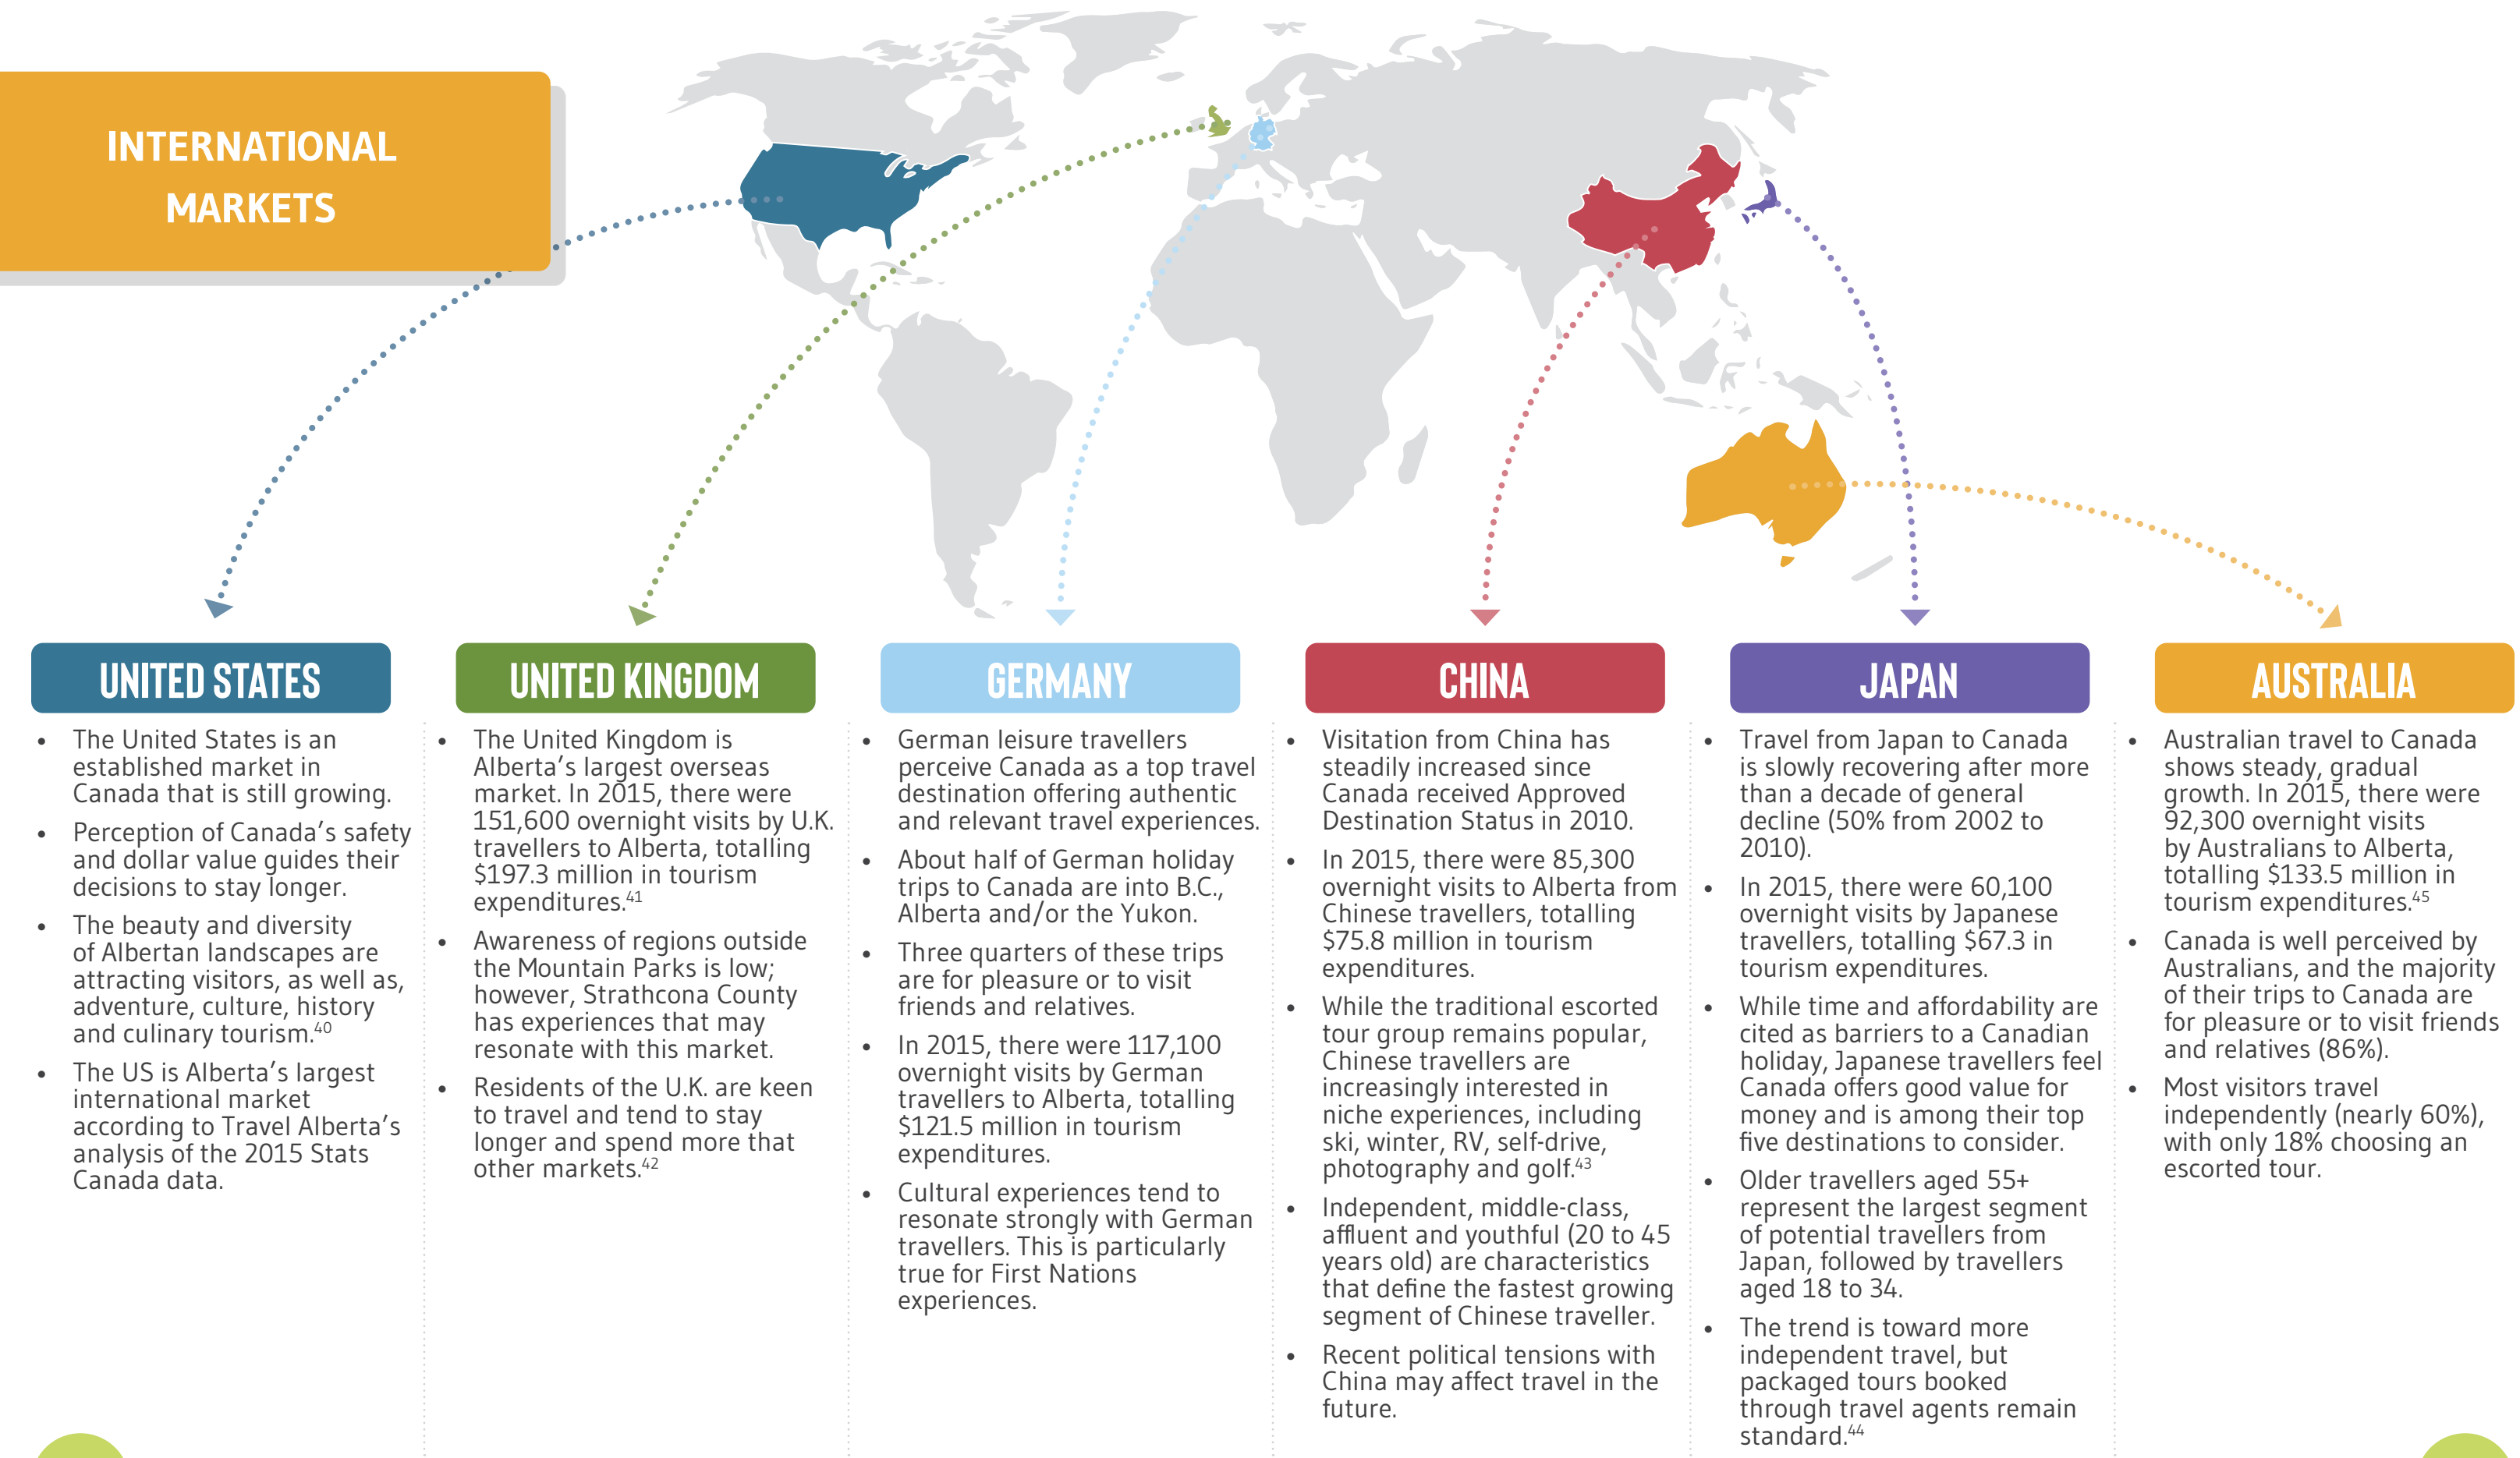 INTERNATIONAL
MARKETS
UNITED STATES
• The United States is an
established market in
Canada that is still growing.
• Perception of Canada’s safety
and dollar value guides their
decisions to stay longer.
• The beauty and diversity
of Albertan landscapes are
attracting visitors, as well as,
adventure, culture, history
and culinary tourism.40
• The US is Alberta’s largest
international market
according to Travel Alberta’s
analysis of the 2015 Stats
Canada data.
UNITED KINGDOM
• The United Kingdom is
Alberta’s largest overseas
market. In 2015, there were
151,600 overnight visits by U.K.
travellers to Alberta, totalling
$197.3 million in tourism
expenditures.41
• Awareness of regions outside
the Mountain Parks is low;
however, Strathcona County
has experiences that may
resonate with this market.
• Residents of the U.K. are keen
to travel and tend to stay
longer and spend more that
other markets.42
GERMANY
• German leisure travellers
perceive Canada as a top travel
destination offering authentic
and relevant travel experiences.
• About half of German holiday
trips to Canada are into B.C.,
Alberta and/or the Yukon.
• Three quarters of these trips
are for pleasure or to visit
friends and relatives.
• In 2015, there were 117,100
overnight visits by German
travellers to Alberta, totalling
$121.5 million in tourism
expenditures.
• Cultural experiences tend to
resonate strongly with German
travellers. This is particularly
true for First Nations
experiences.
CHINA
• Visitation from China has
steadily increased since
Canada received Approved
Destination Status in 2010.
• In 2015, there were 85,300
overnight visits to Alberta from
Chinese travellers, totalling
$75.8 million in tourism
expenditures.
• While the traditional escorted
tour group remains popular,
Chinese travellers are
increasingly interested in
niche experiences, including
ski, winter, RV, self-drive,
photography and golf.43
• Independent, middle-class,
affluent and youthful (20 to 45
years old) are characteristics
that define the fastest growing
segment of Chinese traveller.
• Recent political tensions with
China may affect travel in the
future.
JAPAN
• Travel from Japan to Canada
is slowly recovering after more
than a decade of general
decline (50% from 2002 to
2010).
• In 2015, there were 60,100
overnight visits by Japanese
travellers, totalling $67.3 in
tourism expenditures.
• While time and affordability are
cited as barriers to a Canadian
holiday, Japanese travellers feel
Canada offers good value for
money and is among their top
five destinations to consider.
• Older travellers aged 55+
represent the largest segment
of potential travellers from
Japan, followed by travellers
aged 18 to 34.
• The trend is toward more
independent travel, but
packaged tours booked
through travel agents remain
standard.44
AUSTRALIA
• Australian travel to Canada
shows steady, gradual
growth. In 2015, there were
92,300 overnight visits
by Australians to Alberta,
totalling $133.5 million in
tourism expenditures.45
• Canada is well perceived by
Australians, and the majority
of their trips to Canada are
for pleasure or to visit friends
and relatives (86%).
• Most visitors travel
independently (nearly 60%),
with only 18% choosing an
escorted tour.